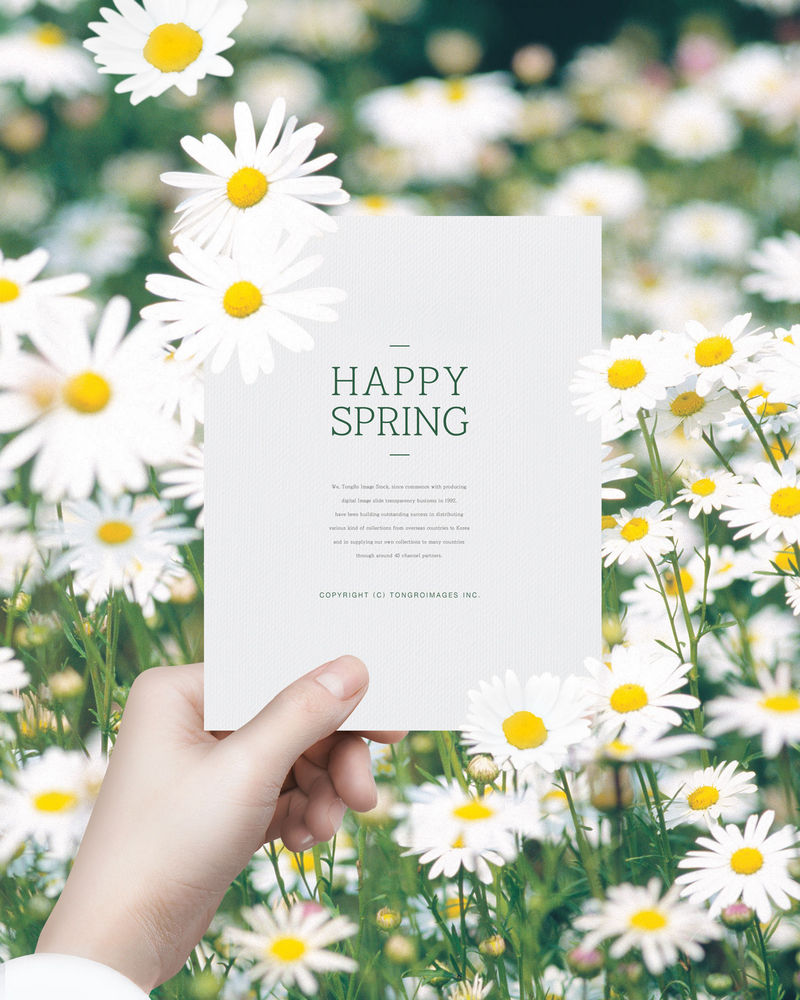 HAPPY
SPRING
We, TongRo Image Stock, since commence with producing
digital image slide transparency business in 1992,
have been building outstanding success in distributing
various kind of collections from overseas countries to Korea
and in supplying our own collections to many countries
through around 40 channel partners.
COPYRIGHT (C) TONGROIMAGES INC.